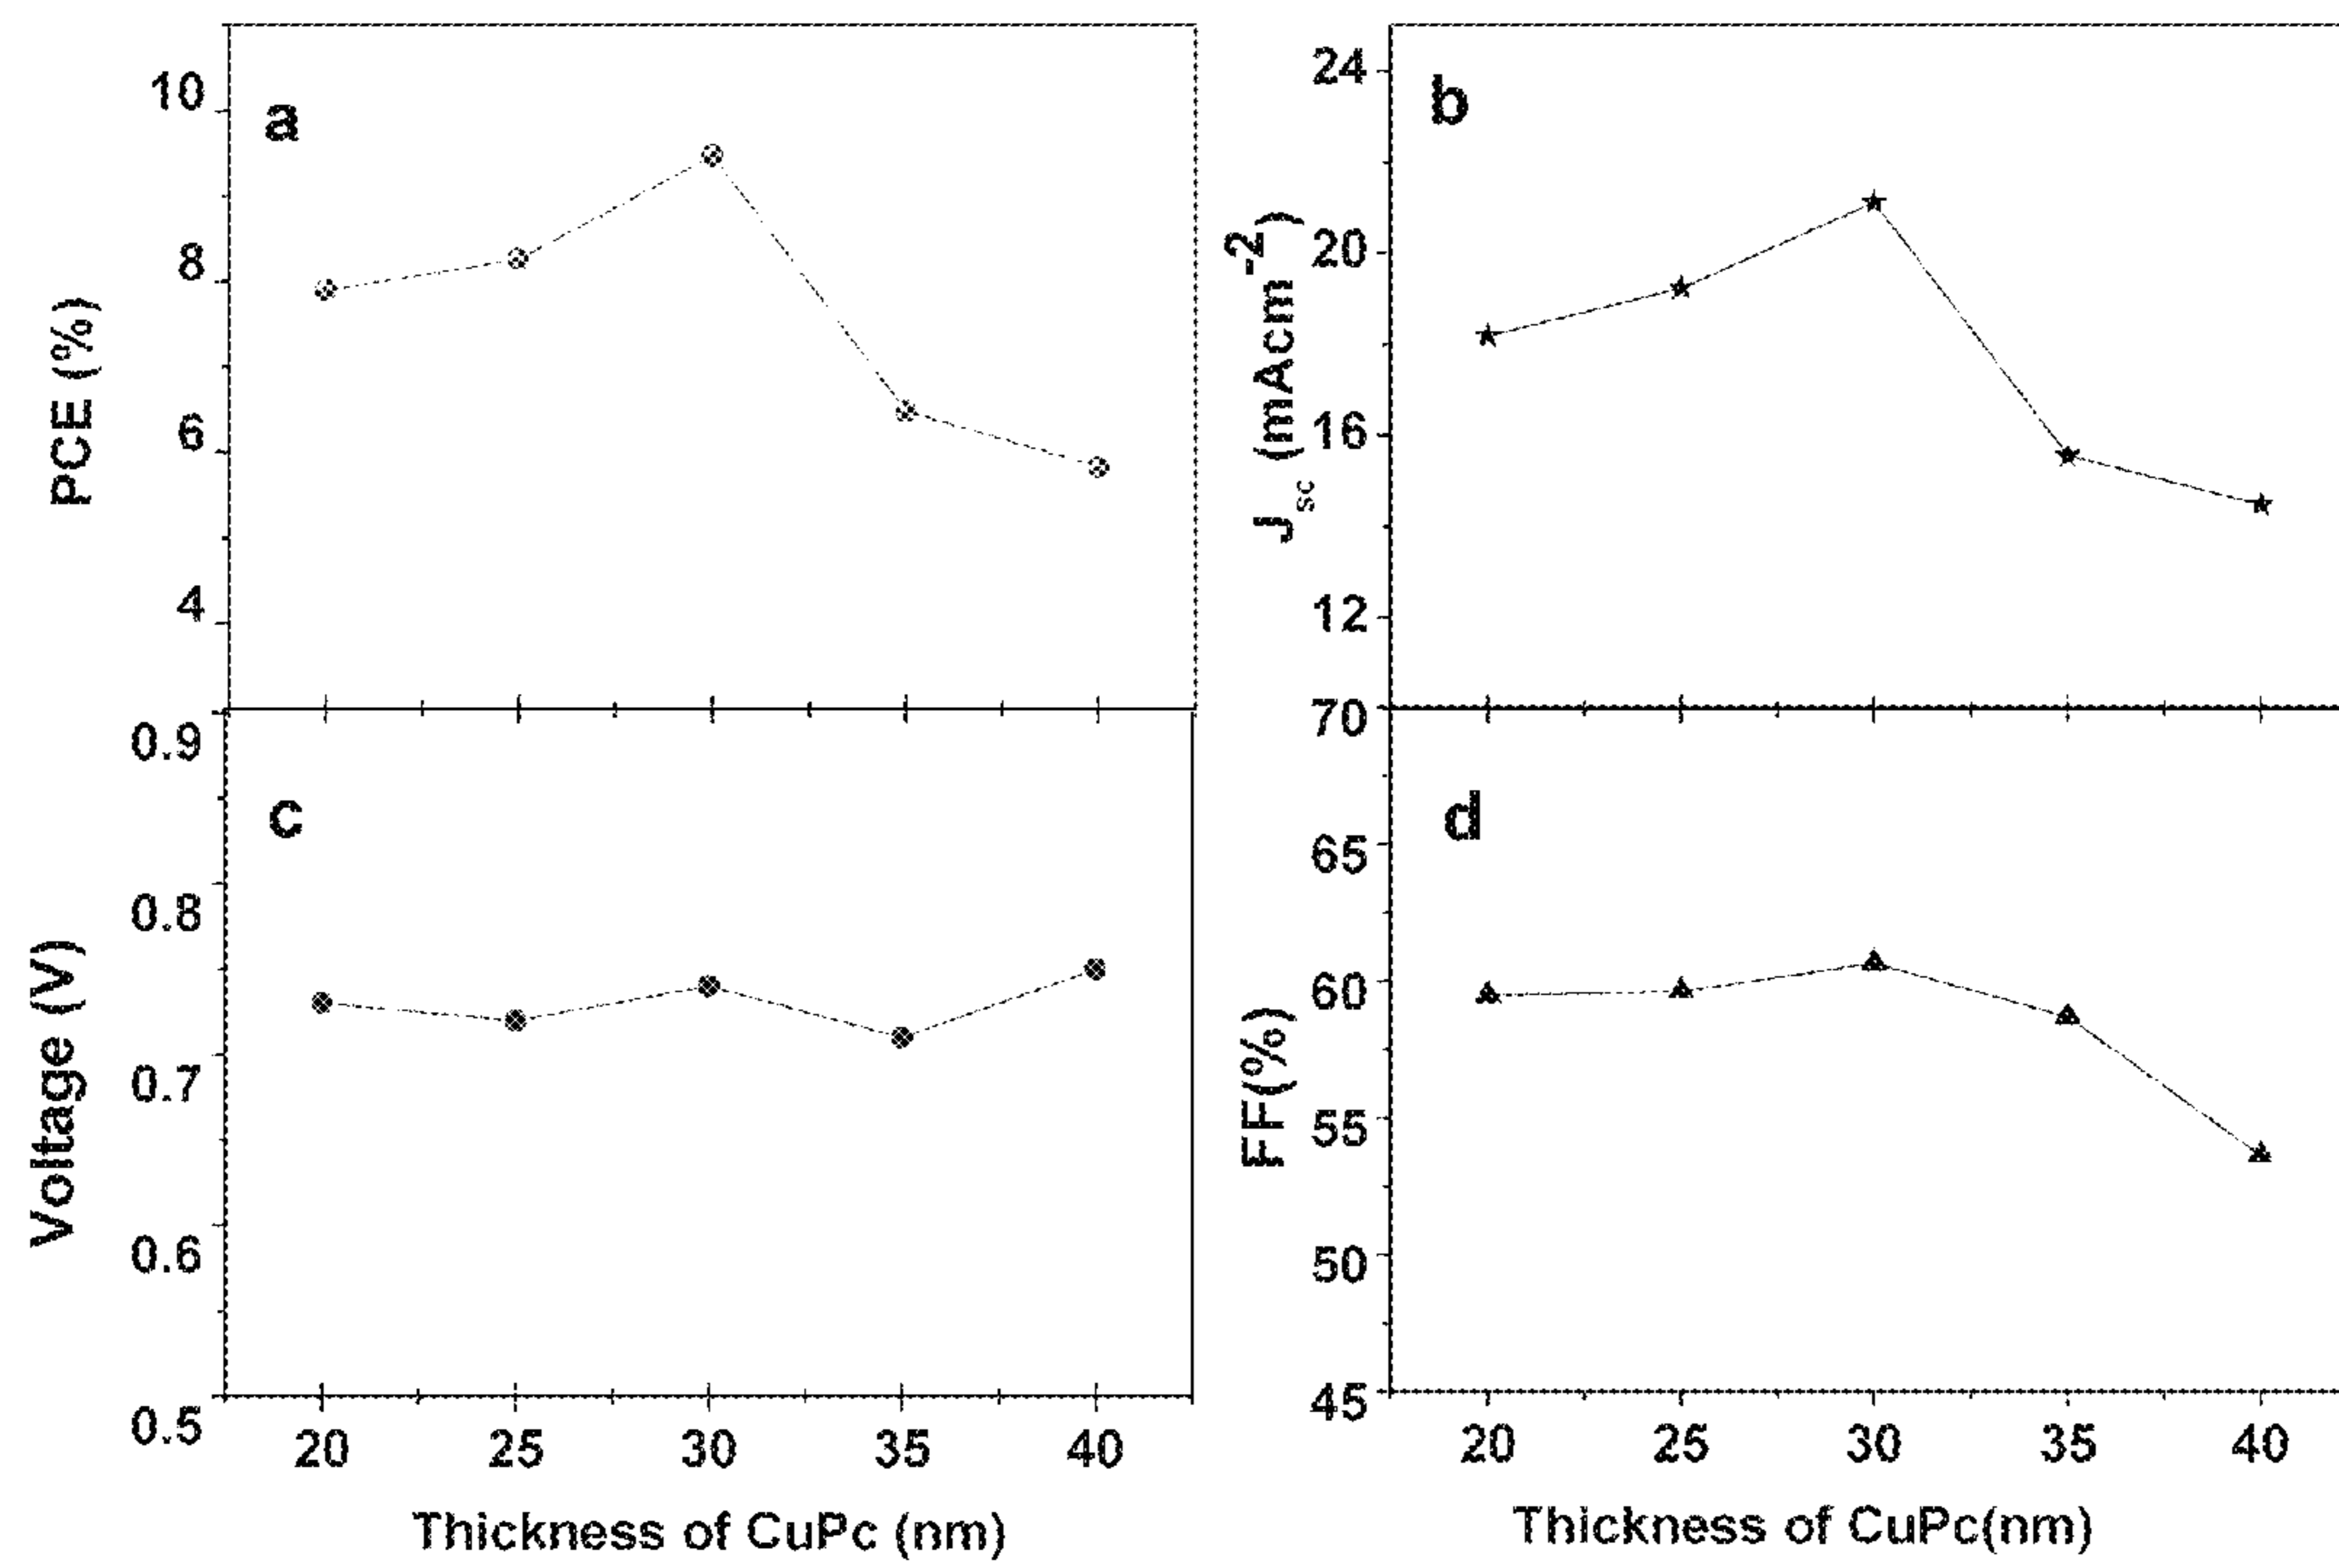 a
10
8
6
4
PCE (%)
b
24
20
16
12
J_sc (mAcm^-2)
c
0.9
0.8
0.7
0.6
0.5
Voltage (V)
20 25 30 35 40
Thickness of CuPc (nm)
d
70
65
60
55
50
45
FF(%)
20 25 30 35 40
Thickness of CuPc(nm)